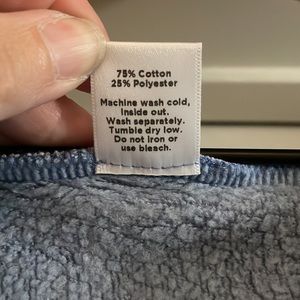 75% Cotton
25% Polyester
Machine wash cold,
inside out.
Wash separately.
Tumble dry low.
Do not iron or
use bleach.